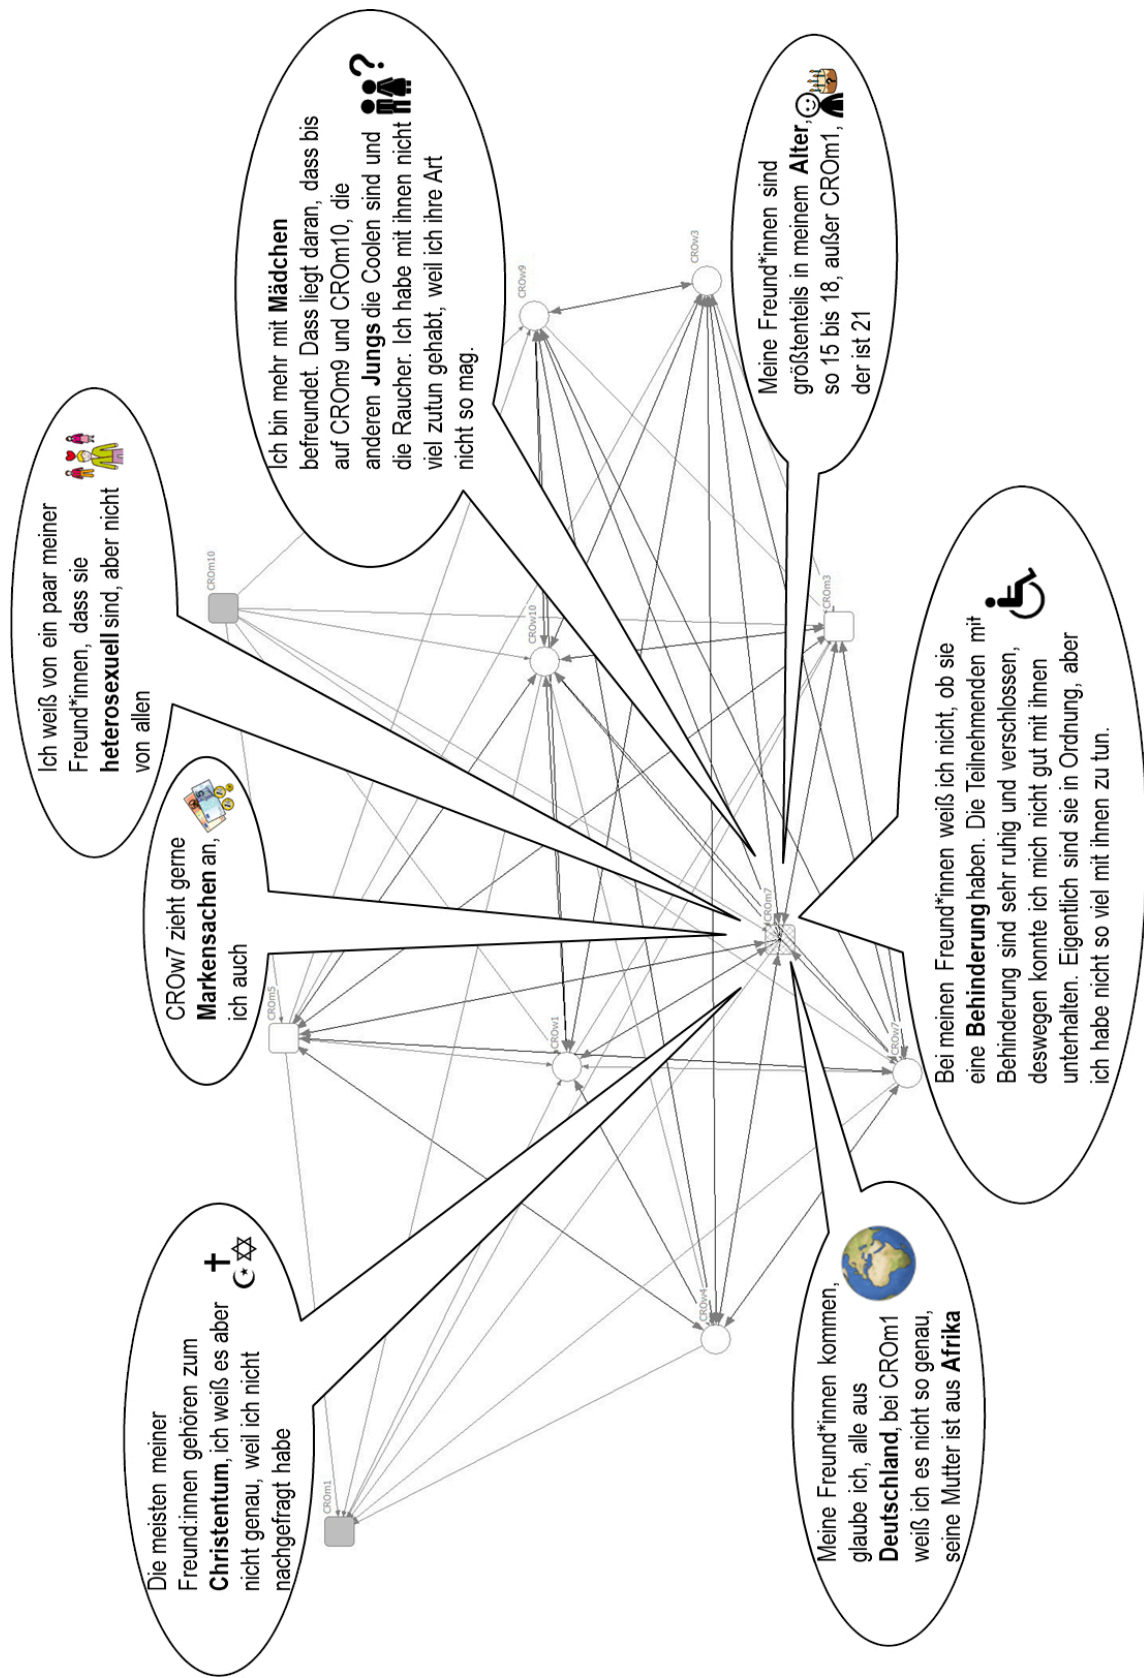 Die meisten meiner
Freund:innen gehören zum
Christentum, ich weiß es aber
nicht genau, weil ich nicht
nachgefragt habe
CROw7 zieht gerne
Markensachen an,
ich auch
Ich weiß von ein paar meiner
Freund*innen, dass sie
heterosexuell sind, aber nicht
von allen
Ich bin mehr mit Mädchen
befreundet. Dass liegt daran, dass bis
auf CROm9 und CROm10, die
anderen Jungs die Coolen sind und
die Raucher. Ich habe mit ihnen nicht
viel zutun gehabt, weil ich ihre Art
nicht so mag.
?
CROm1
CROm5
CROm10
CROw1
CROw10
CROw9
CROw4
CROm7
CROw3
CROw7
CROm3
Meine Freund*innen kommen,
glaube ich, alle aus
Deutschland, bei CROm1
weiß ich es nicht so genau,
seine Mutter ist aus Afrika
Bei meinen Freund*innen weiß ich nicht, ob sie
eine Behinderung haben. Die Teilnehmenden mit
Behinderung sind sehr ruhig und verschlossen,
deswegen konnte ich mich nicht gut mit ihnen
unterhalten. Eigentlich sind sie in Ordnung, aber
ich habe nicht so viel mit ihnen zu tun.
Meine Freund*innen sind
größtenteils in meinem Alter,
so 15 bis 18, außer CROm1,
der ist 21